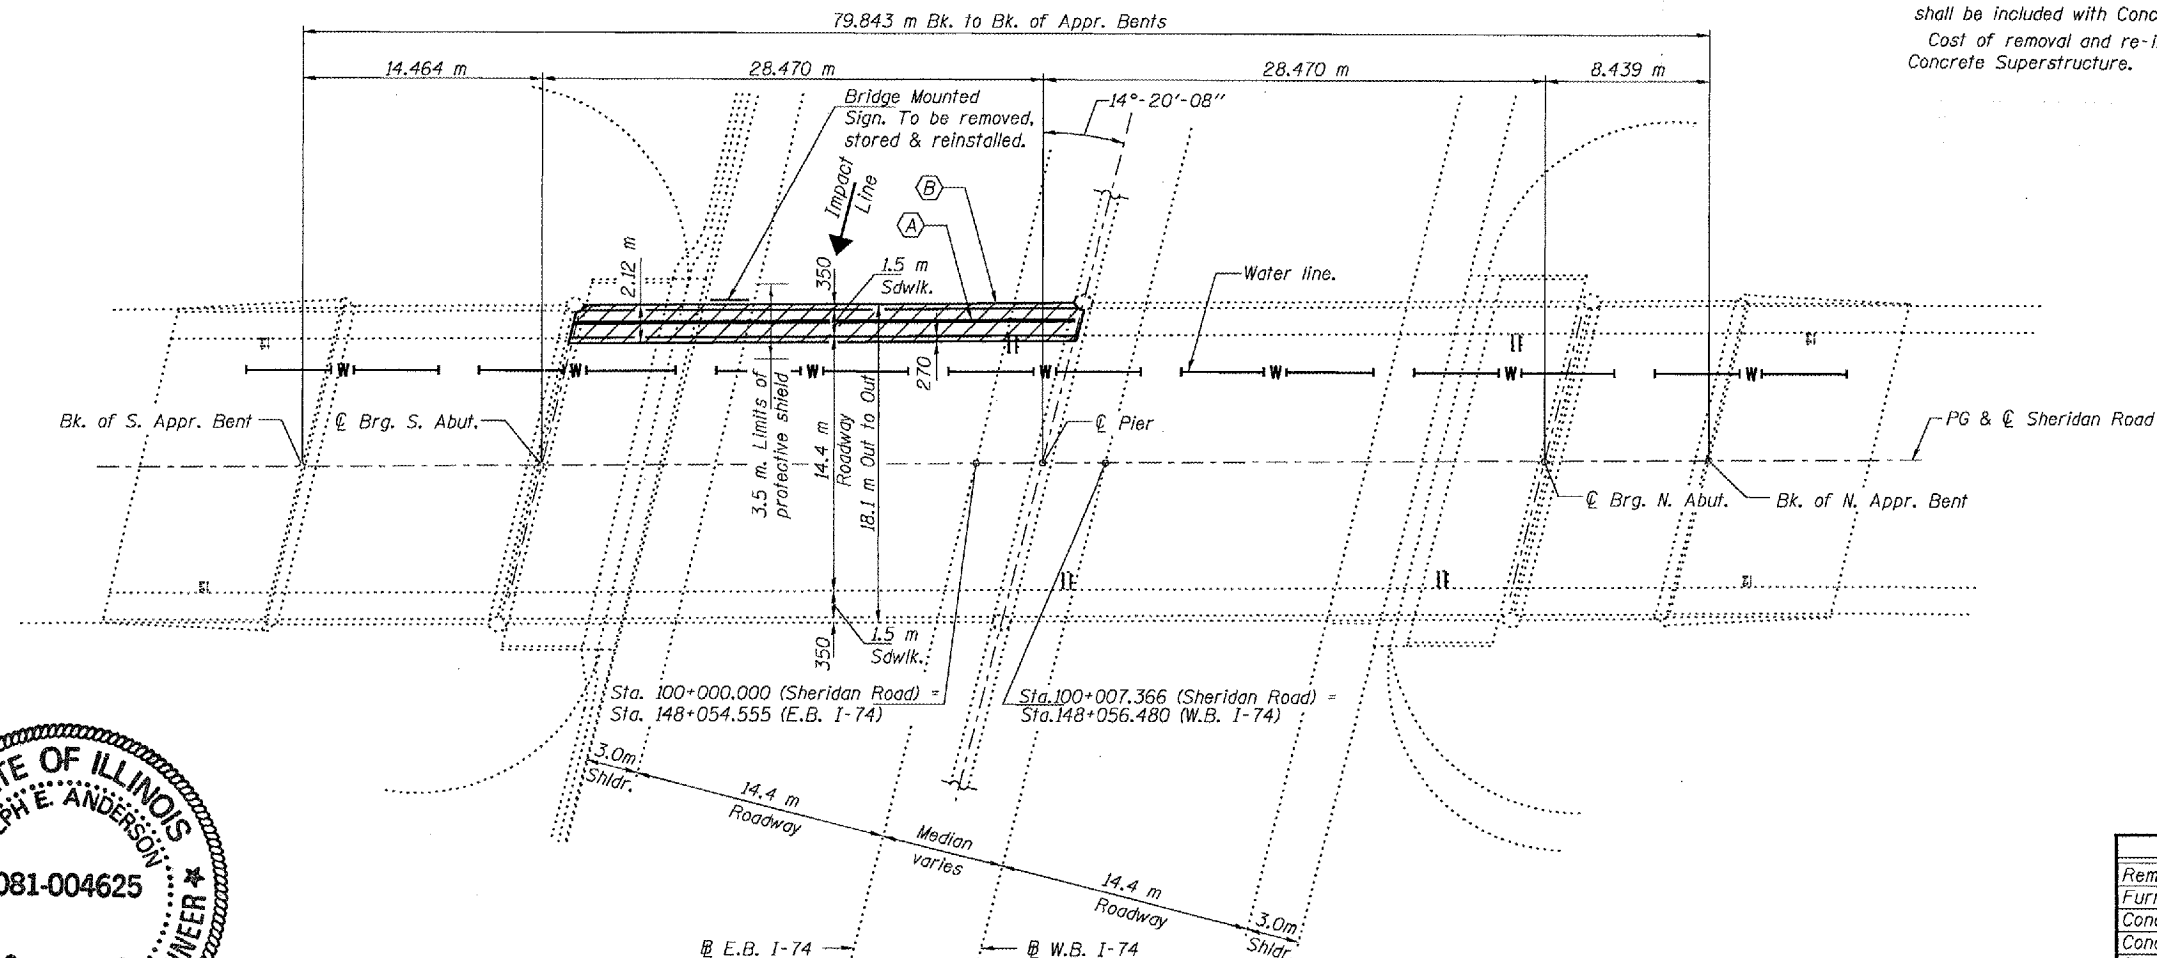 79.843 m Bk. to Bk. of Appr. Bents
14.464 m
28.470 m
28.470 m
8.439 m
shall be included with Conc
Cost of removal and re-i
Concrete Superstructure.
Bridge Mounted
Sign. To be removed,
stored & reinstalled.
14°-20'-08"
Impact
Line
B
A
2.12 m
350
1.5 m
Sdwlk.
Water line.
270
W
W
W
W
W
W
W
3.5 m. Limits of
protective shield
14.4 m
Roadway
18.1 m Out to Out
Bk. of S. Appr. Bent
℄ Brg. S. Abut.
℄ Pier
PG & ℄ Sheridan Road
℄ Brg. N. Abut.
Bk. of N. Appr. Bent
350
1.5 m
Sdwlk.
Sta. 100+000.000 (Sheridan Road) =
Sta. 148+054.555 (E.B. I-74)
Sta.100+007.366 (Sheridan Road) =
Sta.148+056.480 (W.B. I-74)
3.0m
Shldr.
14.4 m
Roadway
Median
varies
14.4 m
Roadway
3.0m
Shldr
TE OF ILLINOIS
LPH E. ANDERSON
081-004625
NEER
Rem
Furn
Conc
Conc
℔ E.B. I-74
℔ W.B. I-74